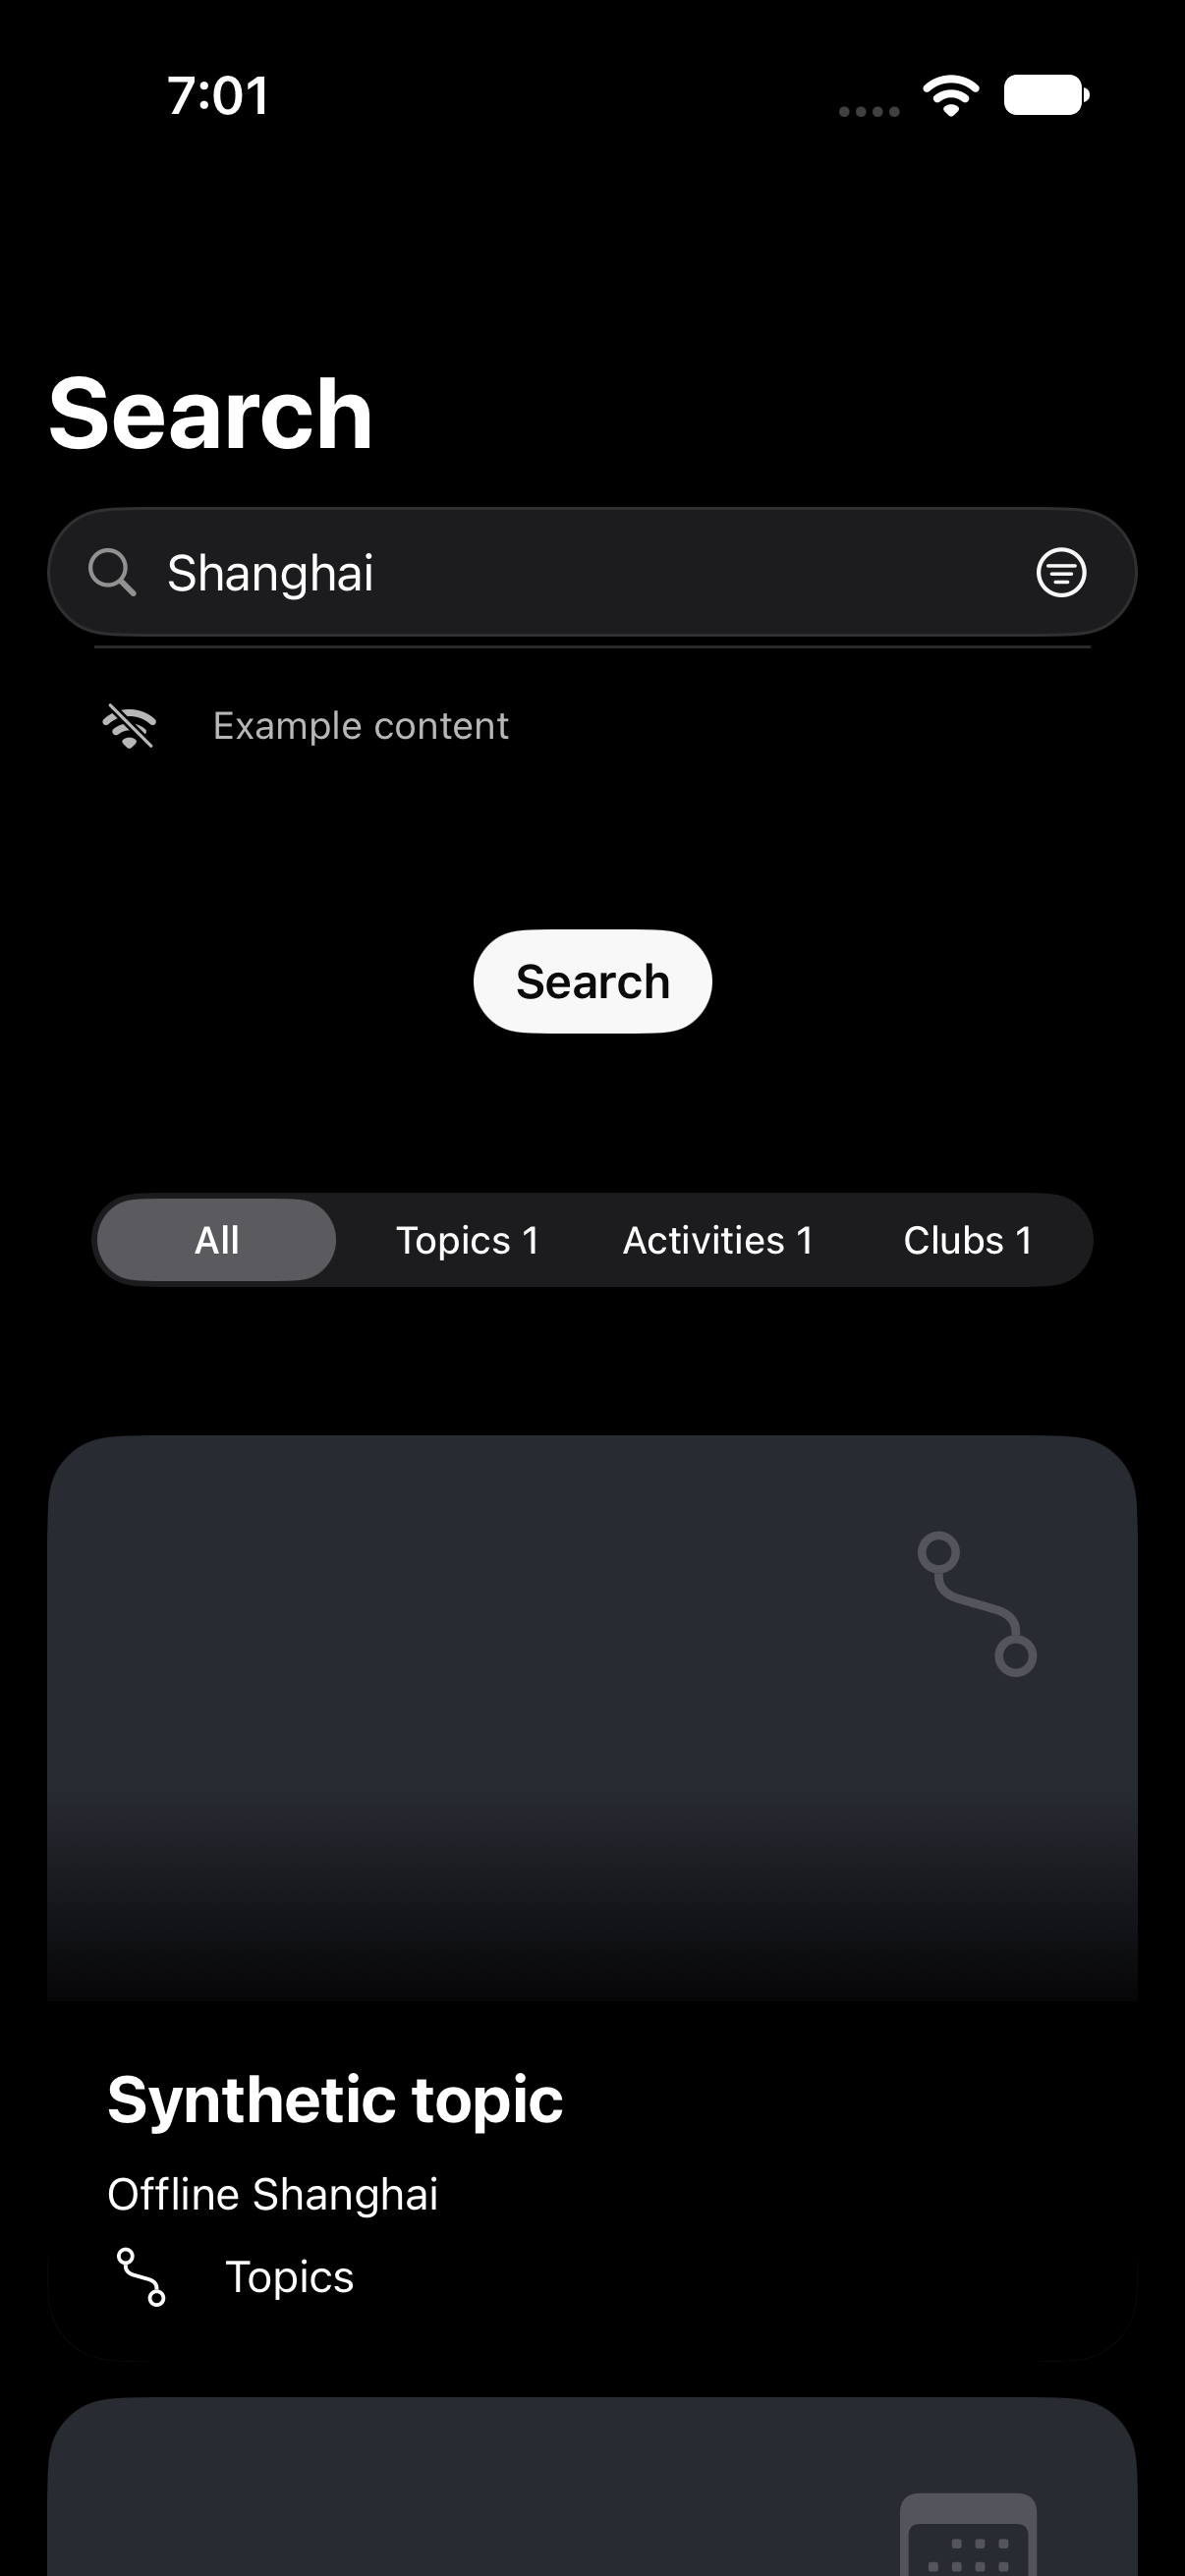 7:01
Search
Shanghai
Example content
Search
All Topics 1 Activities 1 Clubs 1
Synthetic topic
Offline Shanghai
Topics